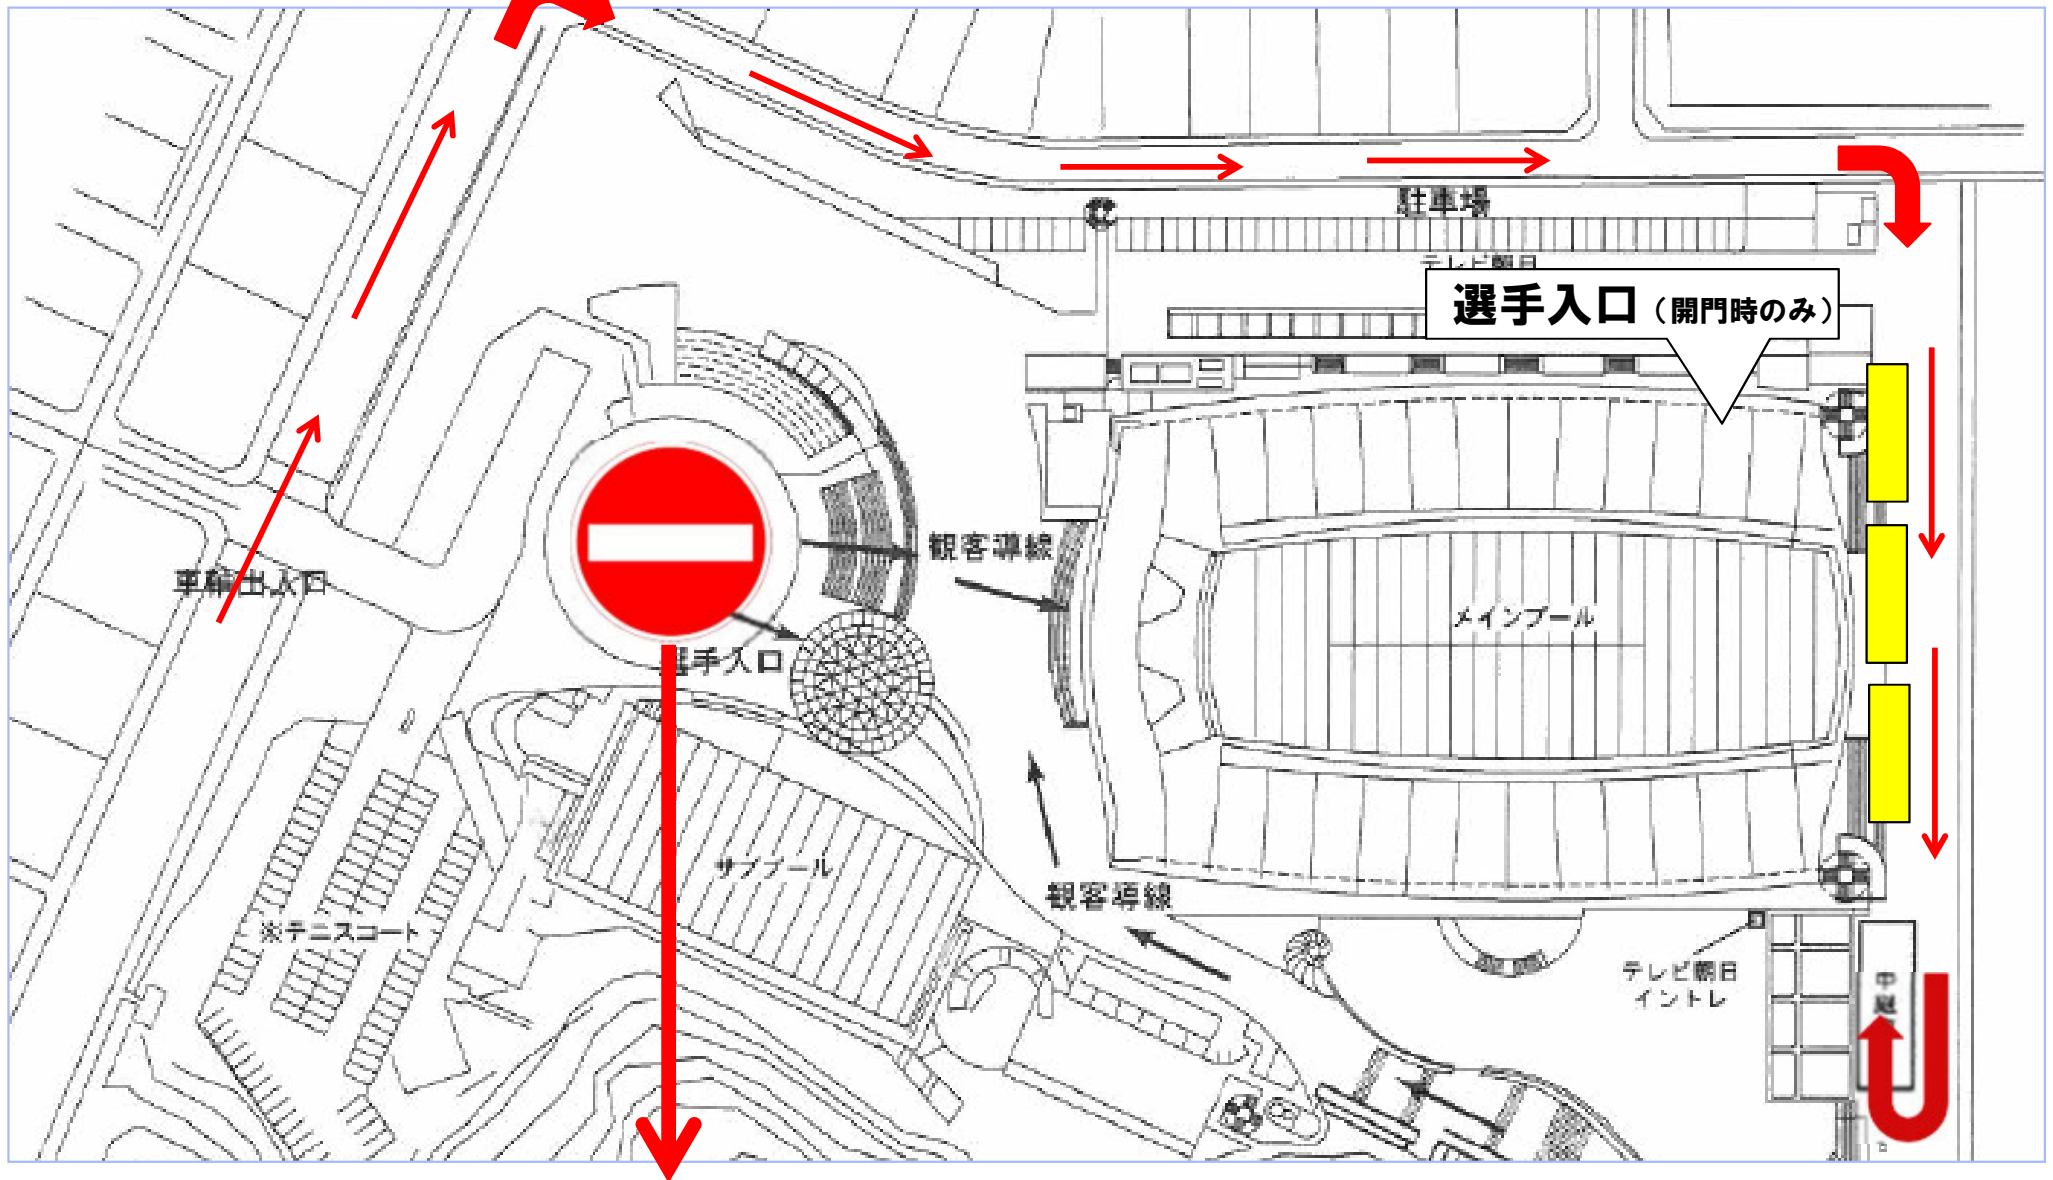 駐車場
テレビ朝日
選手入口（開門時のみ）
観客導線
車輌出入口
メインプール
選手入口
サブプール
観客導線
※テニスコート
テレビ朝日
イントレ
中継